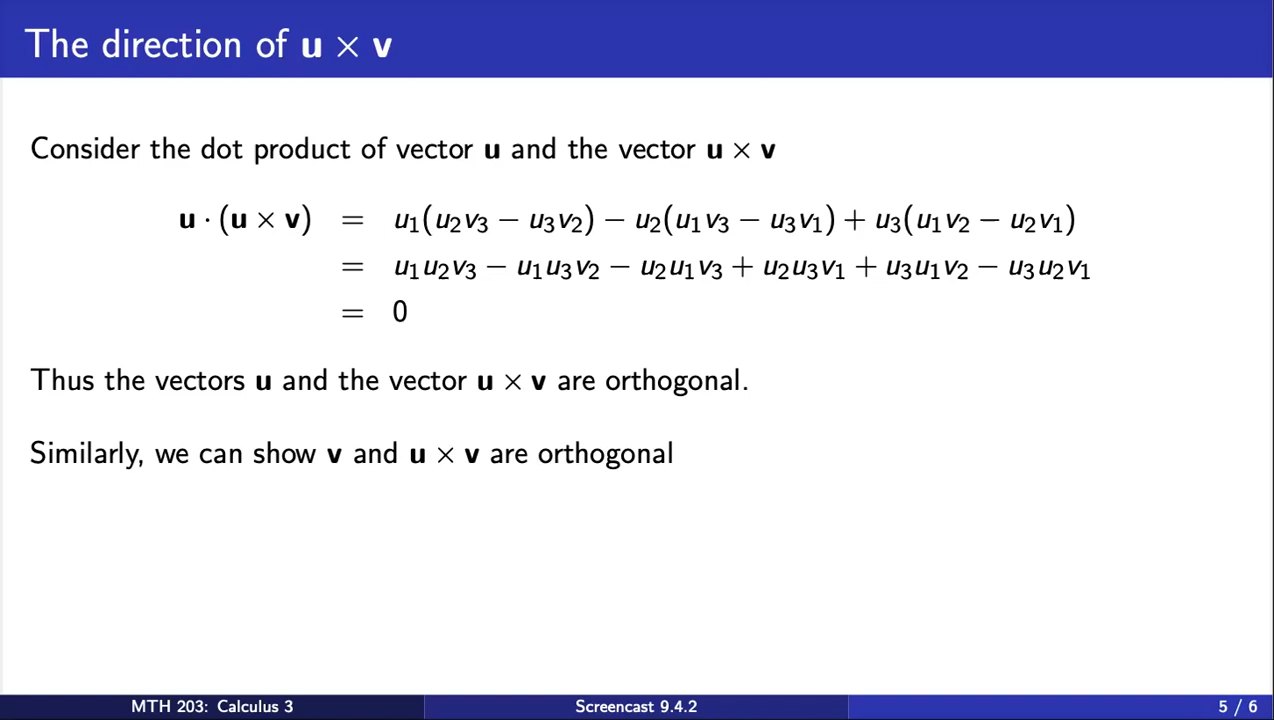 The direction of u × v
Consider the dot product of vector u and the vector u × v
u · (u × v) = u₁(u₂v₃ − u₃v₂) − u₂(u₁v₃ − u₃v₁) + u₃(u₁v₂ − u₂v₁)
= u₁u₂v₃ − u₁u₃v₂ − u₂u₁v₃ + u₂u₃v₁ + u₃u₁v₂ − u₃u₂v₁
= 0
Thus the vectors u and the vector u × v are orthogonal.
Similarly, we can show v and u × v are orthogonal
MTH 203: Calculus 3 Screencast 9.4.2 5 / 6